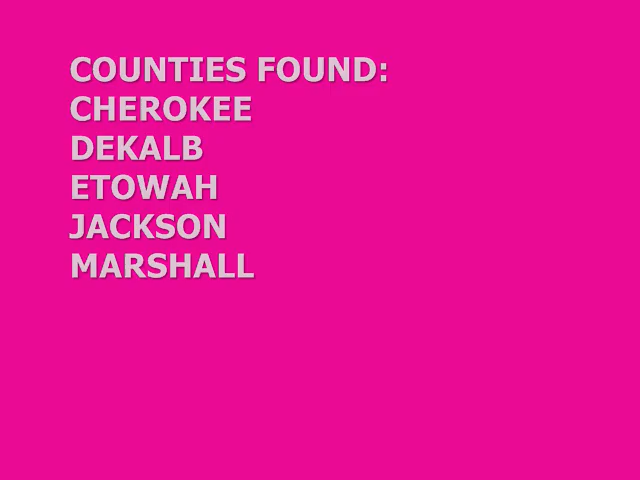 COUNTIES FOUND:
CHEROKEE
DEKALB
ETOWAH
JACKSON
MARSHALL